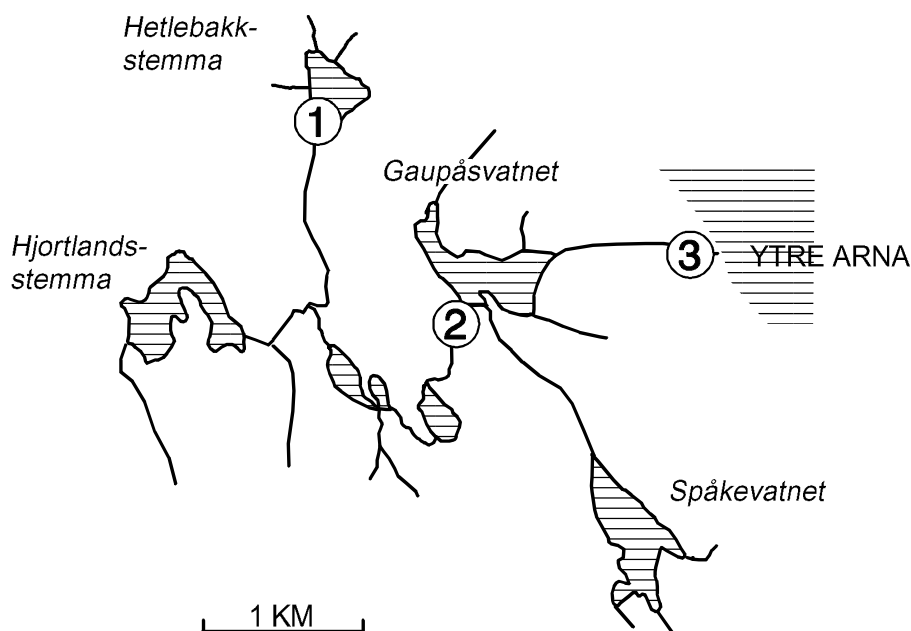 Hetlebakk-
stemma
1
Gaupåsvatnet
Hjortlands-
stemma
3
YTRE ARNA
2
Spåkevatnet
1 KM